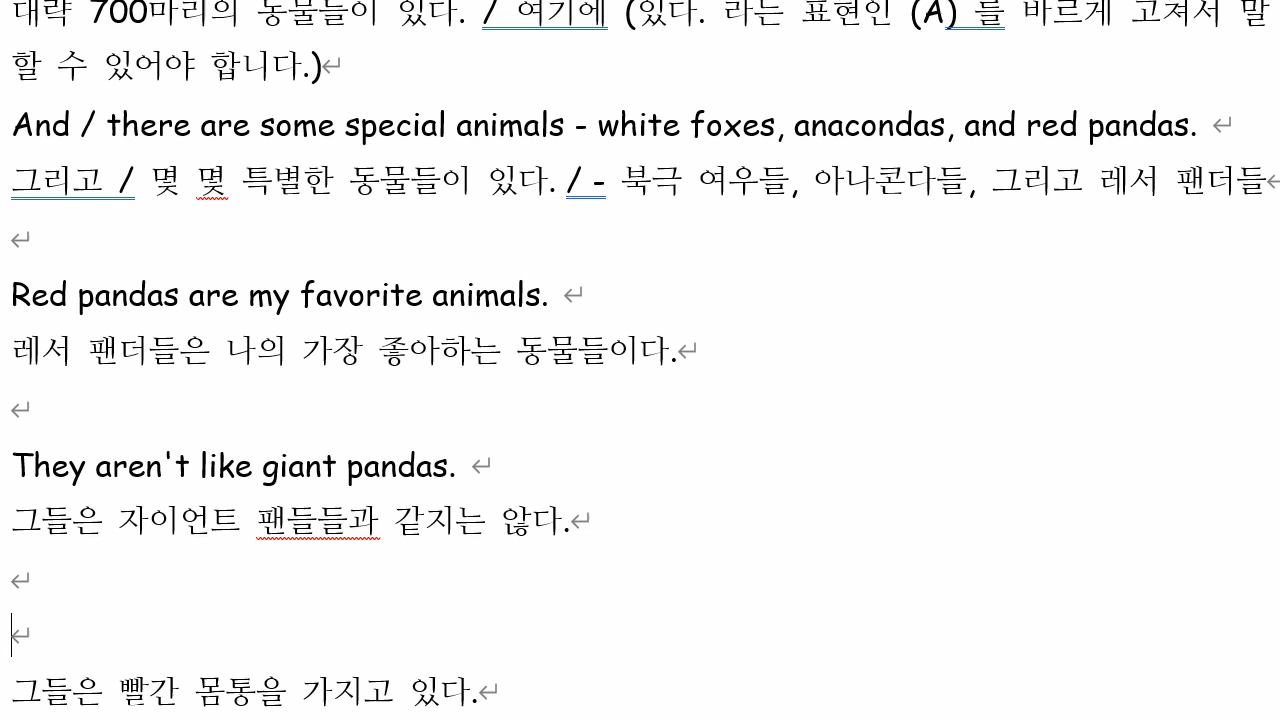 대략 700마리의 동물들이 있다. / 여기에 (있다. 라는 표현인 (A) 를 바르게 고쳐서 말
할 수 있어야 합니다.)↵
And / there are some special animals - white foxes, anacondas, and red pandas. ↵
그리고 / 몇 몇 특별한 동물들이 있다. / - 북극 여우들, 아나콘다들, 그리고 레서 팬더들↵
↵
Red pandas are my favorite animals. ↵
레서 팬더들은 나의 가장 좋아하는 동물들이다.↵
↵
They aren't like giant pandas. ↵
그들은 자이언트 팬들들과 같지는 않다.↵
↵
↵
그들은 빨간 몸통을 가지고 있다.↵